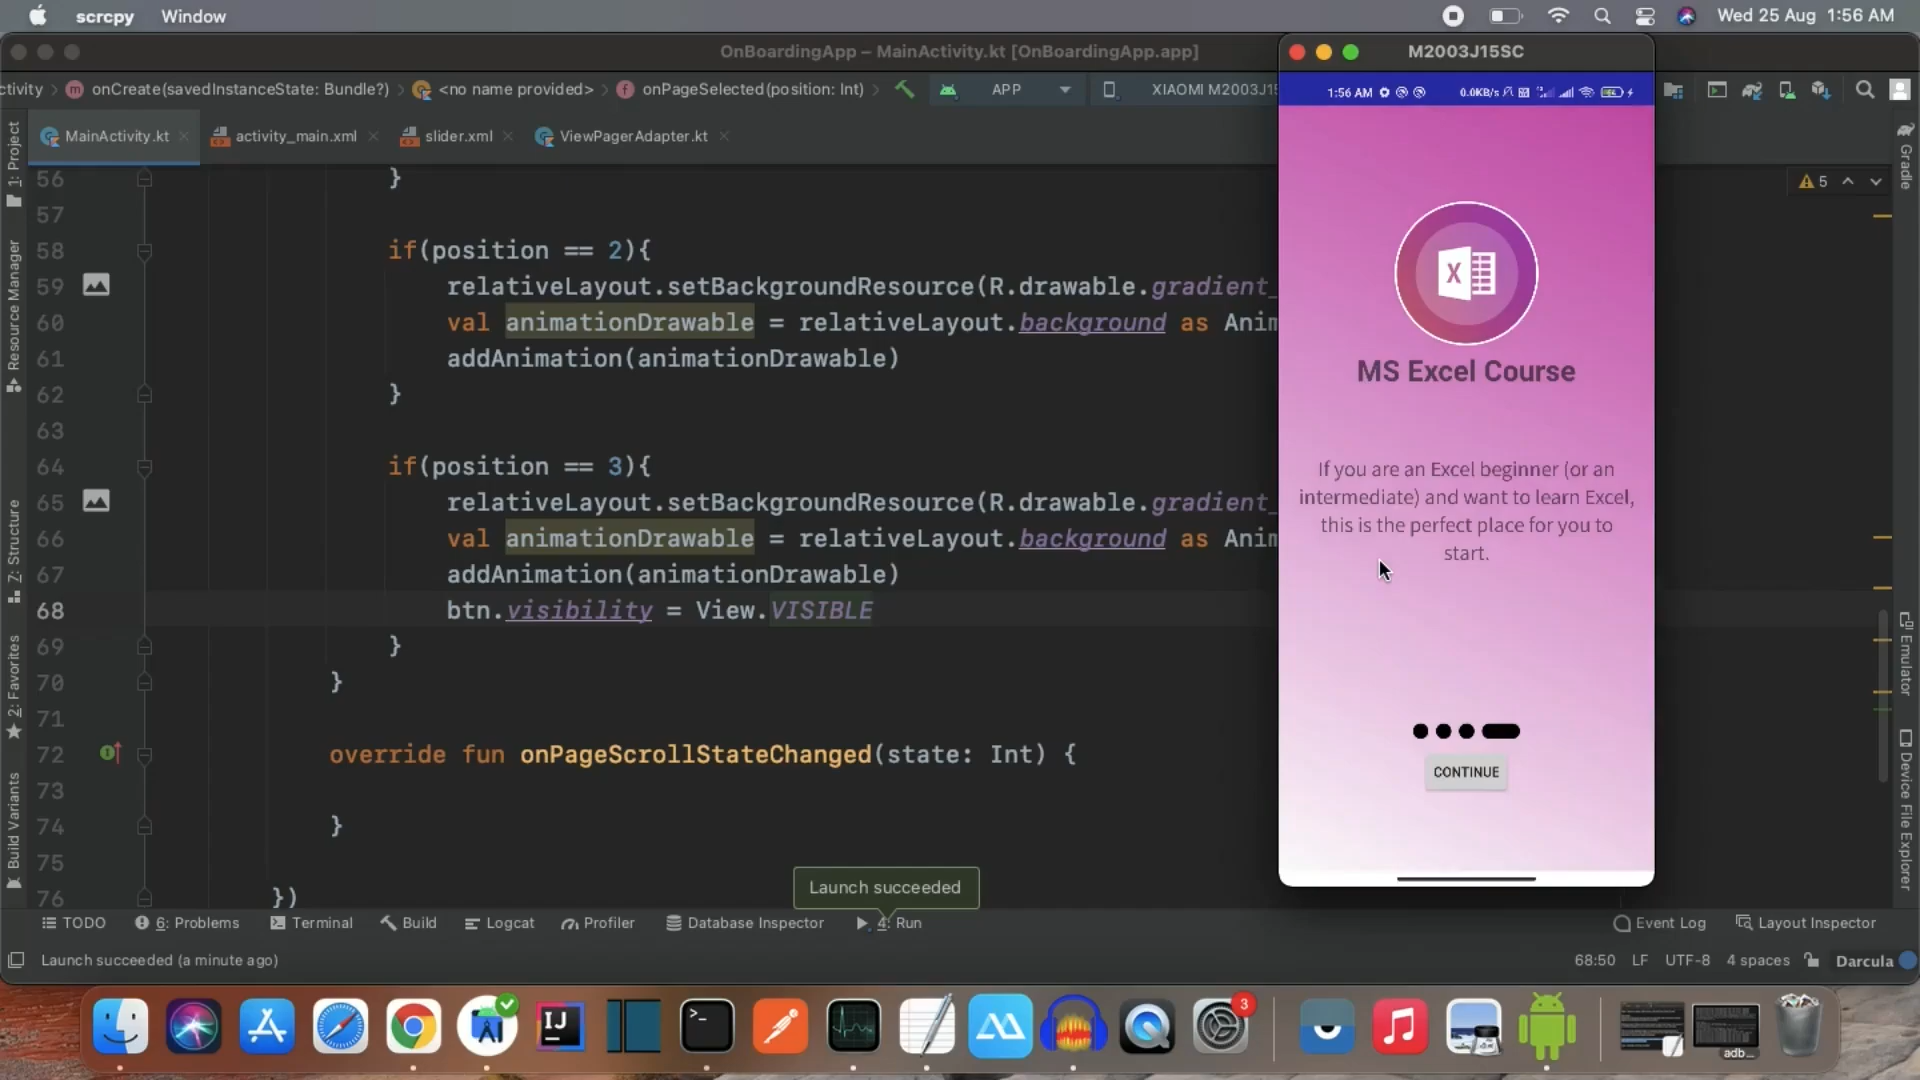 scrcpy Window Wed 25 Aug 1:56 AM
OnBoardingApp – MainActivity.kt [OnBoardingApp.app]
M2003J15SC
ctivity onCreate(savedInstanceState: Bundle?) <no name provided> onPageSelected(position: Int) APP XIAOMI M2003J15
1:56 AM 0.0KB/s
MainActivity.kt activity_main.xml slider.xml ViewPagerAdapter.kt
5
56 }
57
58 if(position == 2){
59 relativeLayout.setBackgroundResource(R.drawable.gradient_
60 val animationDrawable = relativeLayout.background as Anim
61 addAnimation(animationDrawable)
62 }
63
64 if(position == 3){
65 relativeLayout.setBackgroundResource(R.drawable.gradient_
66 val animationDrawable = relativeLayout.background as Anim
67 addAnimation(animationDrawable)
68 btn.visibility = View.VISIBLE
69 }
70 }
71
72 override fun onPageScrollStateChanged(state: Int) {
73
74 }
75
76 })
1: Project
Resource Manager
7: Structure
2: Favorites
Build Variants
X
MS Excel Course
If you are an Excel beginner (or an
intermediate) and want to learn Excel,
this is the perfect place for you to
start.
CONTINUE
Gradle
Emulator
Device File Explorer
Launch succeeded
TODO 6: Problems Terminal Build Logcat Profiler Database Inspector 4: Run Event Log Layout Inspector
Launch succeeded (a minute ago) 68:50 LF UTF-8 4 spaces Darcula
IJ
>_
3
adb...